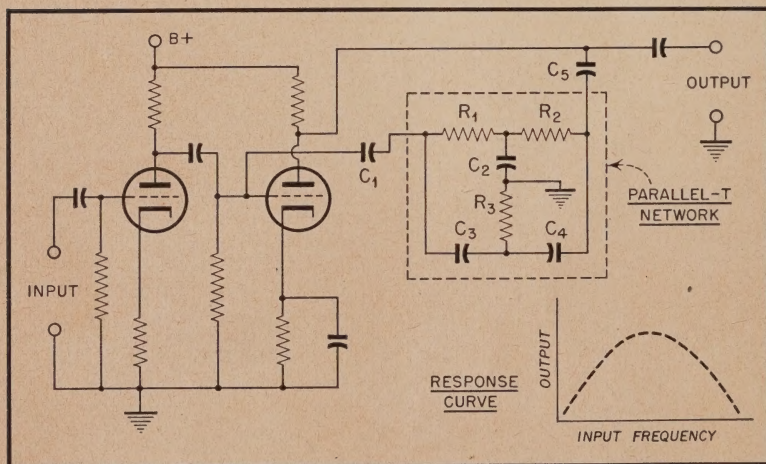 B+
C5
OUTPUT
R1
R2
C1
C2
R3
C3
C4
PARALLEL-T
NETWORK
INPUT
RESPONSE
CURVE
OUTPUT
INPUT FREQUENCY